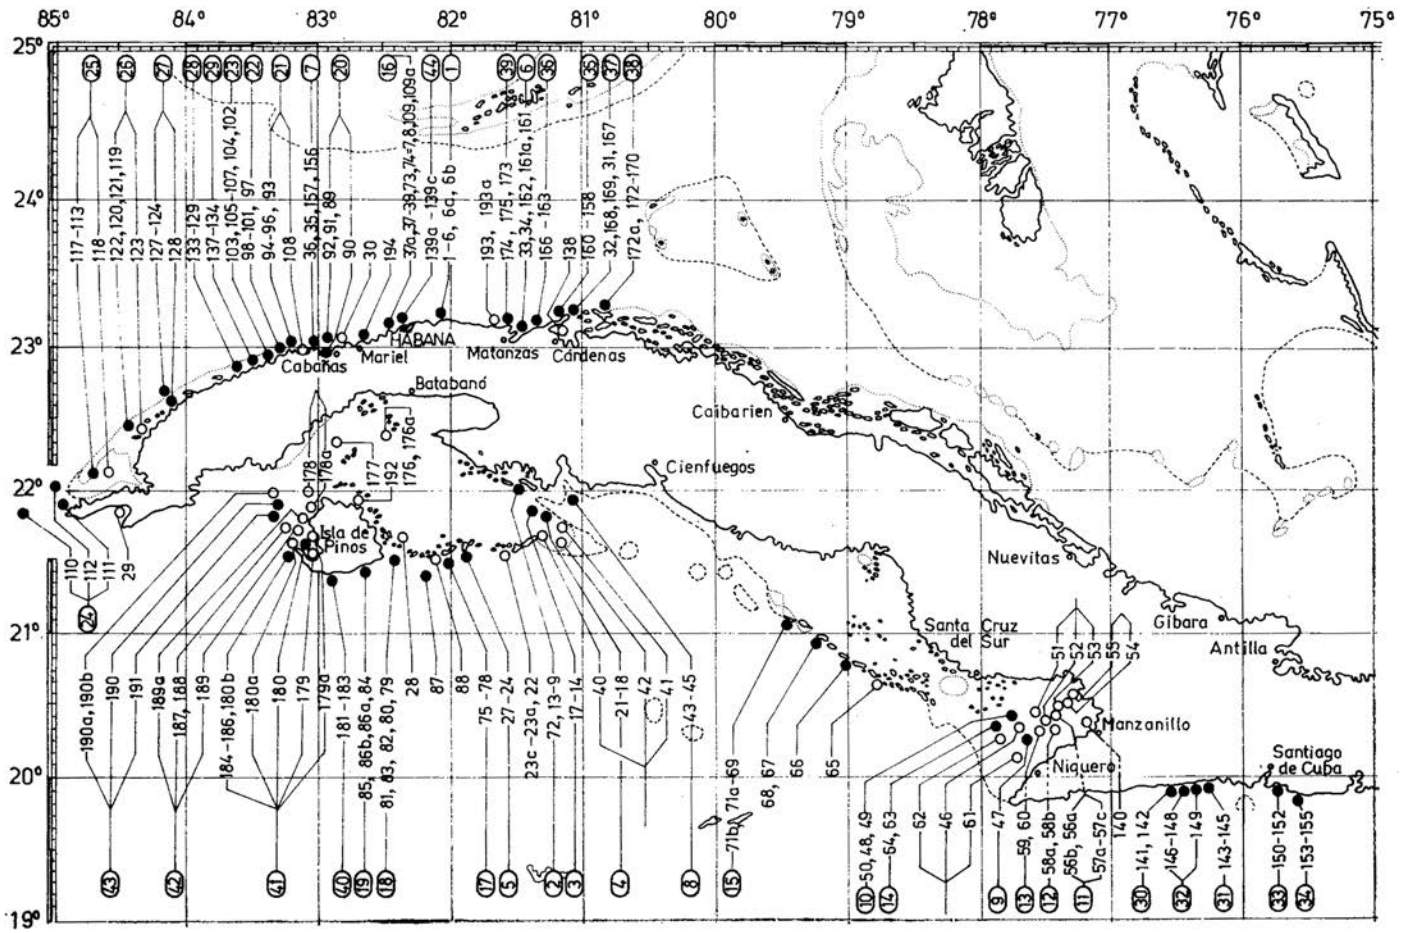 85° 84° 83° 82° 81° 80° 79° 78° 77° 76° 75°
25°
24°
23°
22°
21°
20°
19°
25 26 27 28 29 23 22 21 7 20 16 44 1 39 6 36 35 37 38
117-113
118
122, 120, 121, 119
123
127-124
128
133-129
137-134
103, 105-107, 104, 102
98-101, 97
94-96, 93
108
36, 35, 157, 156
92, 91, 89
90
30
194
37a, 37-39, 73, 74=7, 8, 109, 109a
139a-139c
1-6, 6a, 6b
193, 193a
174, 175, 173
33, 34, 162, 161a, 161
166-163
138
160-158
32, 168, 169, 31, 167
172a, 172-170
HABANA
Cabañas
Mariel
Matanzas
Cárdenas
Batabanó
Caibarien
Cienfuegos
Isla de
Pinos
Nuevitas
Santa Cruz
del Sur
Gibara
Antilla
Manzanillo
Niquero
Santiago
de Cuba
178
178a
177
192
176, 176a
110
112
111
29
24
51
52
53
55
54
190a, 190b
190
191
189a
187, 188
189
184-186, 180b
180a
180
179
179a
181-183
85, 86b, 86a, 84
81, 83, 82, 80, 79
28
87
88
75-78
27-24
23c-23a, 22
72, 13-9
17-14
40
21-18
42
41
43-45
71b, 71a-69
68, 67
66
65
50, 48, 49
64, 63
62
46
61
47
59, 60
58a, 58b
56b, 56a
57a-57c
140
141, 142
146-148
149
143-145
150-152
153-155
43 42 41 40 19 18 17 5 2 3 4 8 15 10 14 9 13 12 11 30 32 31 33 34